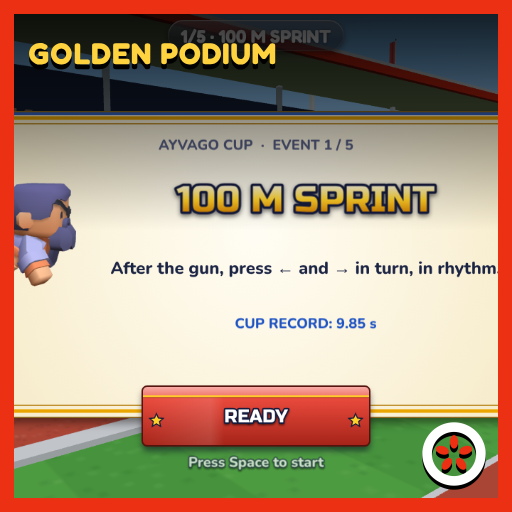 1/5 · 100 M SPRINT
GOLDEN PODIUM
AYVAGO CUP · EVENT 1 / 5
100 M SPRINT
After the gun, press ← and → in turn, in rhythm.
CUP RECORD: 9.85 s
READY
Press Space to start